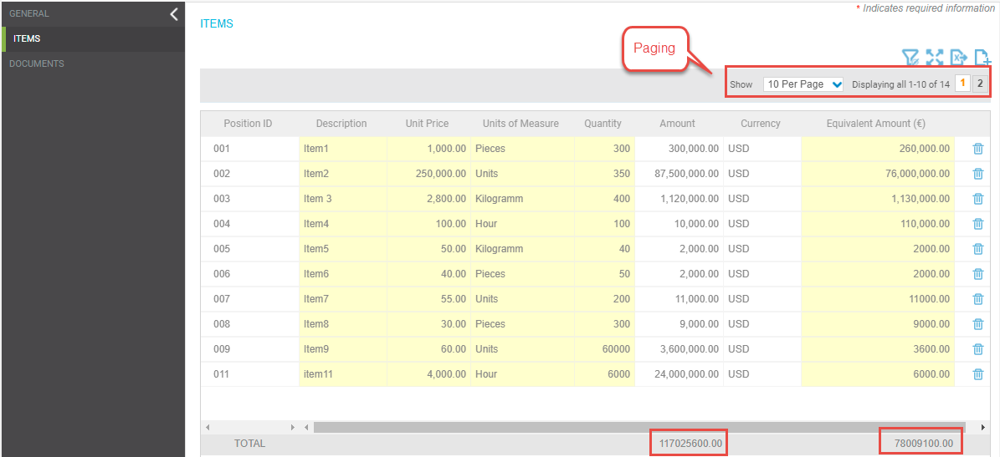 GENERAL
ITEMS
DOCUMENTS
* Indicates required information
ITEMS
Paging
Show 10 Per Page Displaying all 1-10 of 14 1 2
Position ID Description Unit Price Units of Measure Quantity Amount Currency Equivalent Amount (€)
001 Item1 1,000.00 Pieces 300 300,000.00 USD 260,000.00
002 Item2 250,000.00 Units 350 87,500,000.00 USD 76,000,000.00
003 Item 3 2,800.00 Kilogramm 400 1,120,000.00 USD 1,130,000.00
004 Item4 100.00 Hour 100 10,000.00 USD 110,000.00
005 Item5 50.00 Kilogramm 40 2,000.00 USD 2000.00
006 Item6 40.00 Pieces 50 2,000.00 USD 2000.00
007 Item7 55.00 Units 200 11,000.00 USD 11000.00
008 Item8 30.00 Pieces 300 9,000.00 USD 9000.00
009 Item9 60.00 Units 60000 3,600,000.00 USD 3600.00
011 item11 4,000.00 Hour 6000 24,000,000.00 USD 6000.00
TOTAL 117025600.00 78009100.00